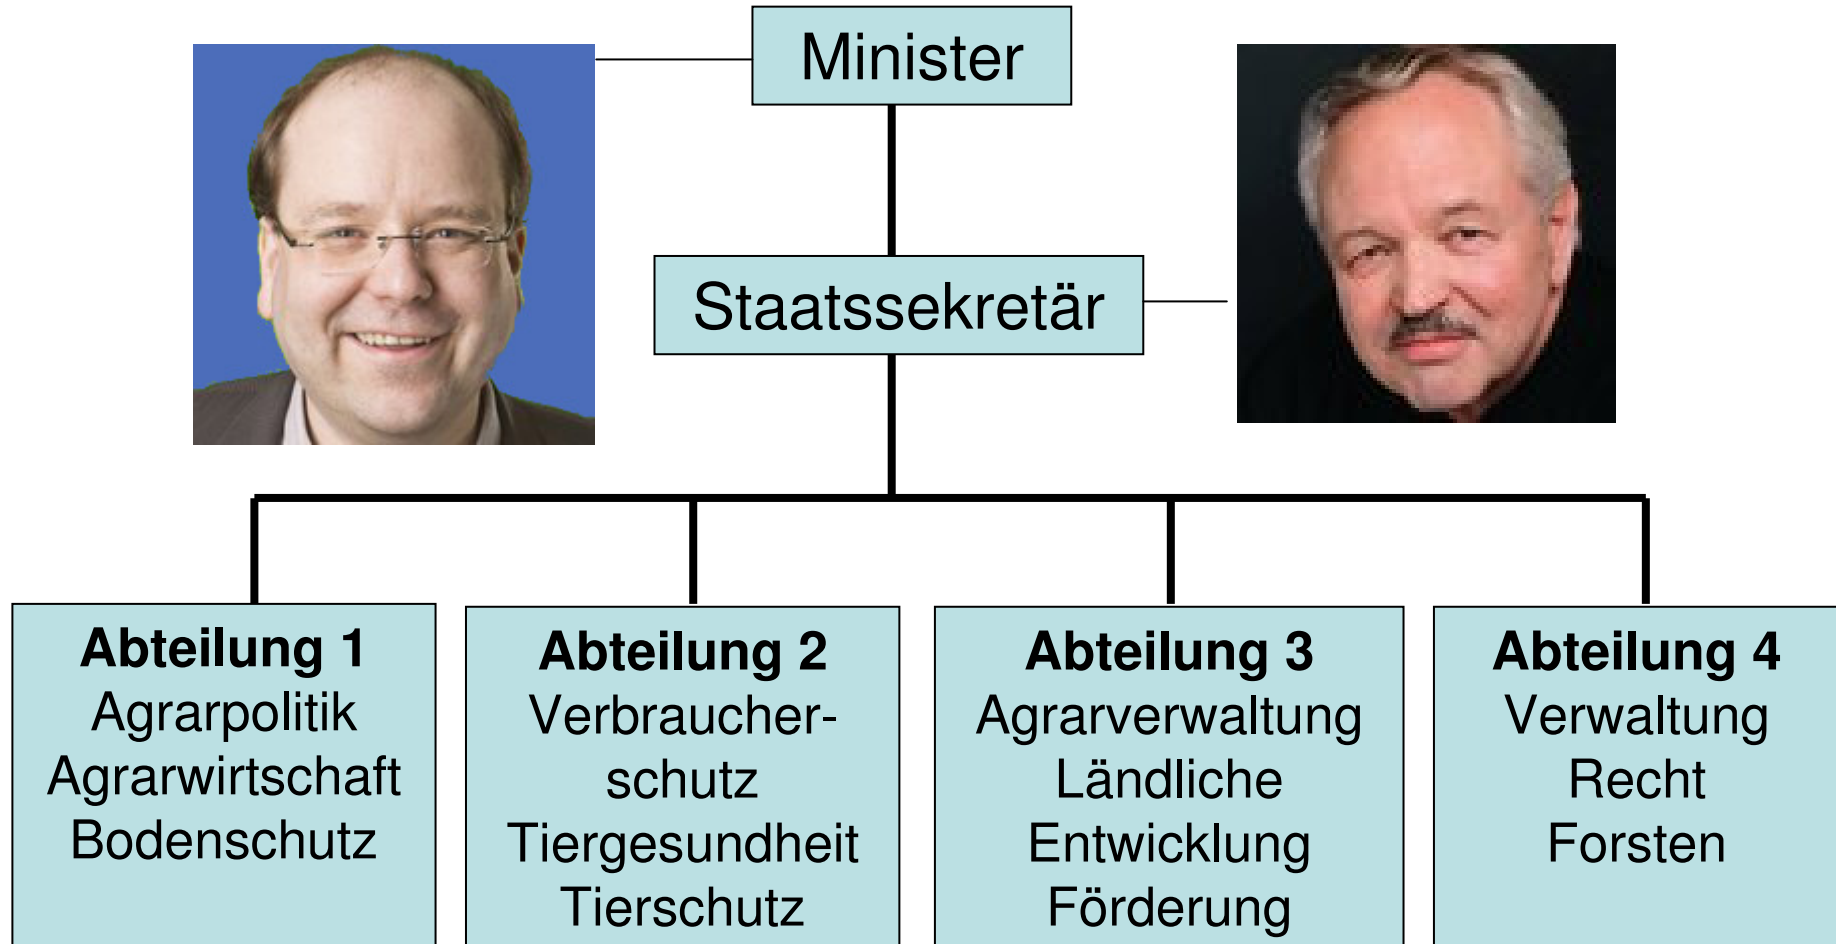 Minister
Staatssekretär
Abteilung 1
Agrarpolitik
Agrarwirtschaft
Bodenschutz
Abteilung 2
Verbraucher-
schutz
Tiergesundheit
Tierschutz
Abteilung 3
Agrarverwaltung
Ländliche
Entwicklung
Förderung
Abteilung 4
Verwaltung
Recht
Forsten